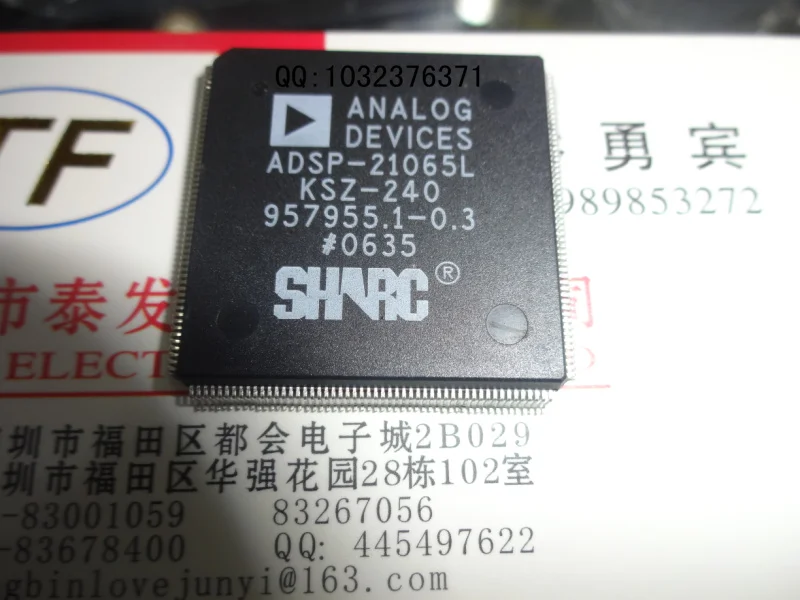 QQ:1032376371
ANALOG
DEVICES
ADSP-21065L
KSZ-240
957955.1-0.3
#0635
SHARC®
TF
勇宾
989853272
市泰发
司
ELECT
圳市福田区都会电子城2B029
圳市福田区华强花园28栋102室
-83001059 83267056
-83678400 QQ: 445497622
gbinlovejunyi@163.com